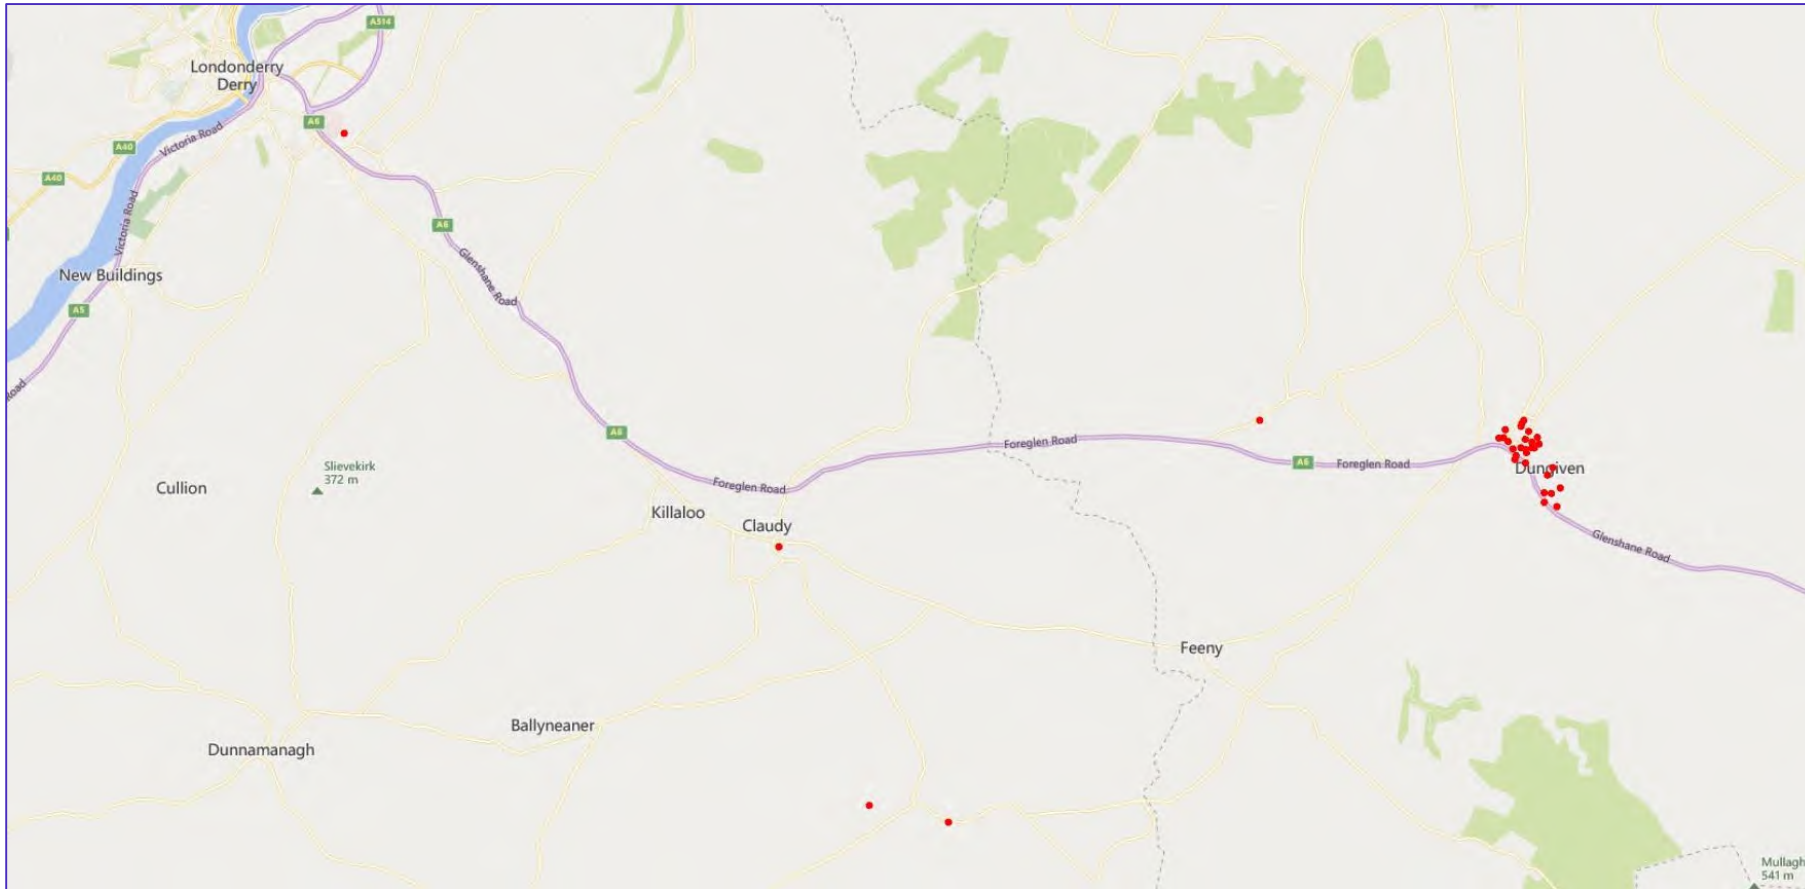 A514
Londonderry
Derry
A6
Victoria Road
A40
A40
Victoria Road
A6
Glenshane Road
New Buildings
A5
Road
A6
Foreglen Road
A6
Foreglen Road
Dungiven
Slievekirk
372 m
Cullion
Foreglen Road
Killaloo
Claudy
Glenshane Road
Feeny
Ballyneaner
Dunnamanagh
Mullagh
541 m